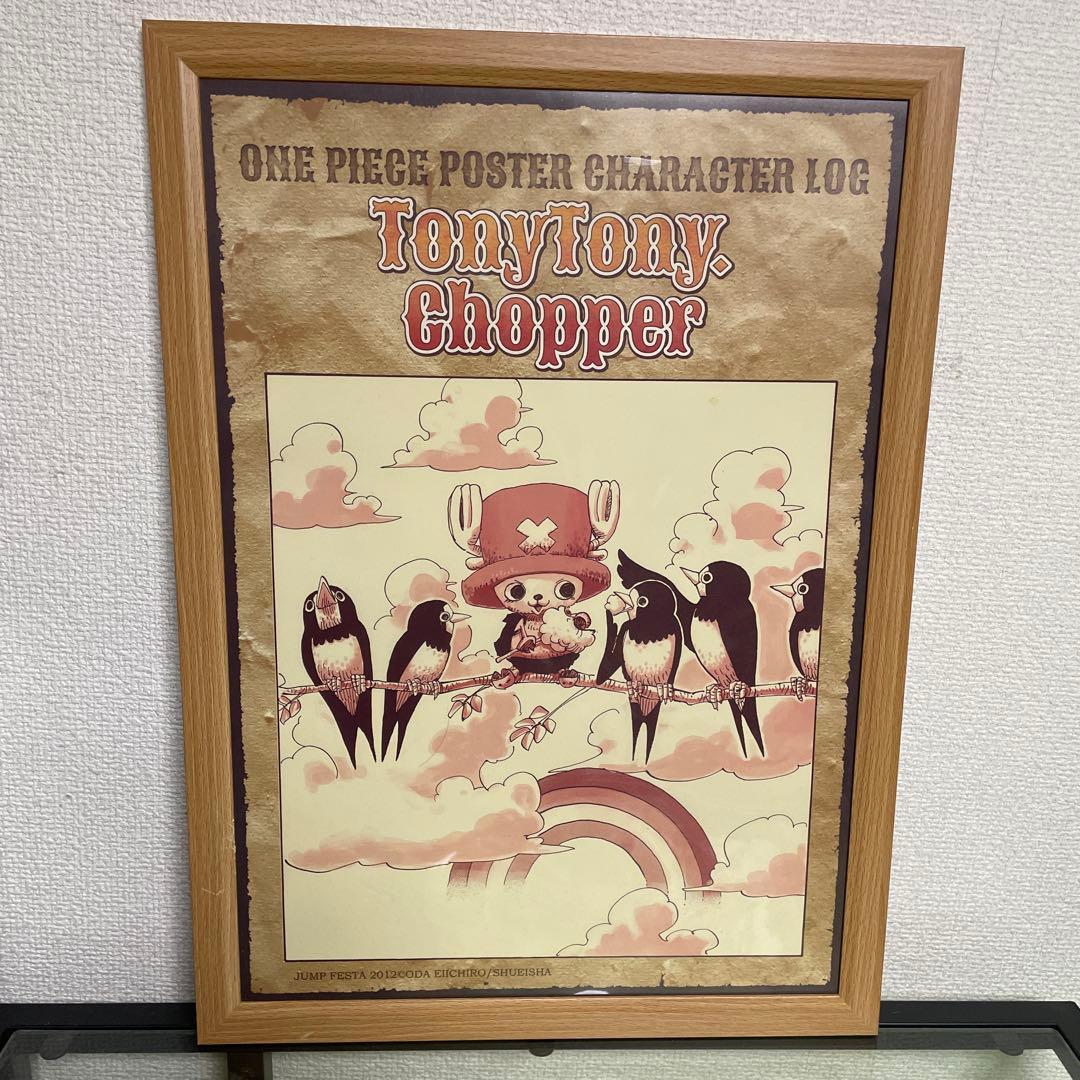 ONE PIECE POSTER CHARACTER LOG
TonyTony.
Chopper
JUMP FESTA 2012©ODA EIICHIRO/SHUEISHA